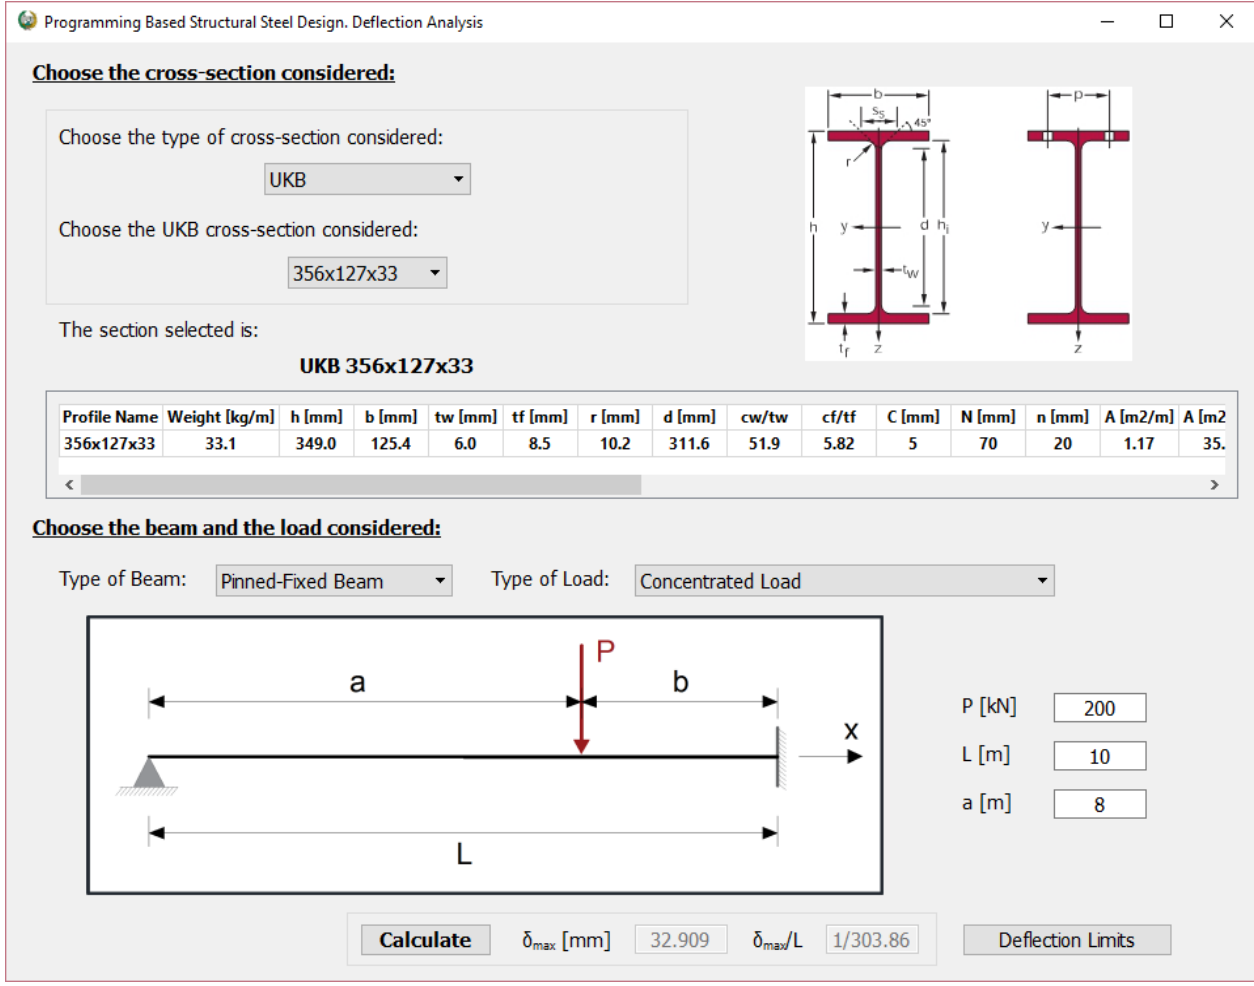 Programming Based Structural Steel Design. Deflection Analysis
Choose the cross-section considered:
Choose the type of cross-section considered:
UKB
Choose the UKB cross-section considered:
356x127x33
The section selected is:
UKB 356x127x33
b
p
s_s
45°
r
h
y
d
h_i
y
t_w
t_f
z
z
Profile Name Weight [kg/m] h [mm] b [mm] tw [mm] tf [mm] r [mm] d [mm] cw/tw cf/tf C [mm] N [mm] n [mm] A [m2/m] A [m2
356x127x33 33.1 349.0 125.4 6.0 8.5 10.2 311.6 51.9 5.82 5 70 20 1.17 35.
Choose the beam and the load considered:
Type of Beam: Pinned-Fixed Beam Type of Load: Concentrated Load
P
a
b
x
L
P [kN] 200
L [m] 10
a [m] 8
Calculate δmax [mm] 32.909 δmax/L 1/303.86 Deflection Limits